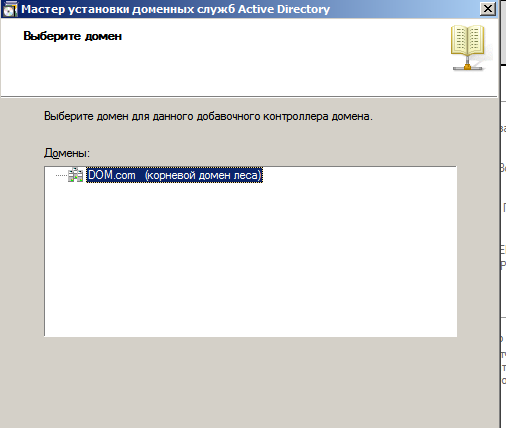 Мастер установки доменных служб Active Directory
Выберите домен
Выберите домен для данного добавочного контроллера домена.
Домены:
DOM.com (корневой домен леса)